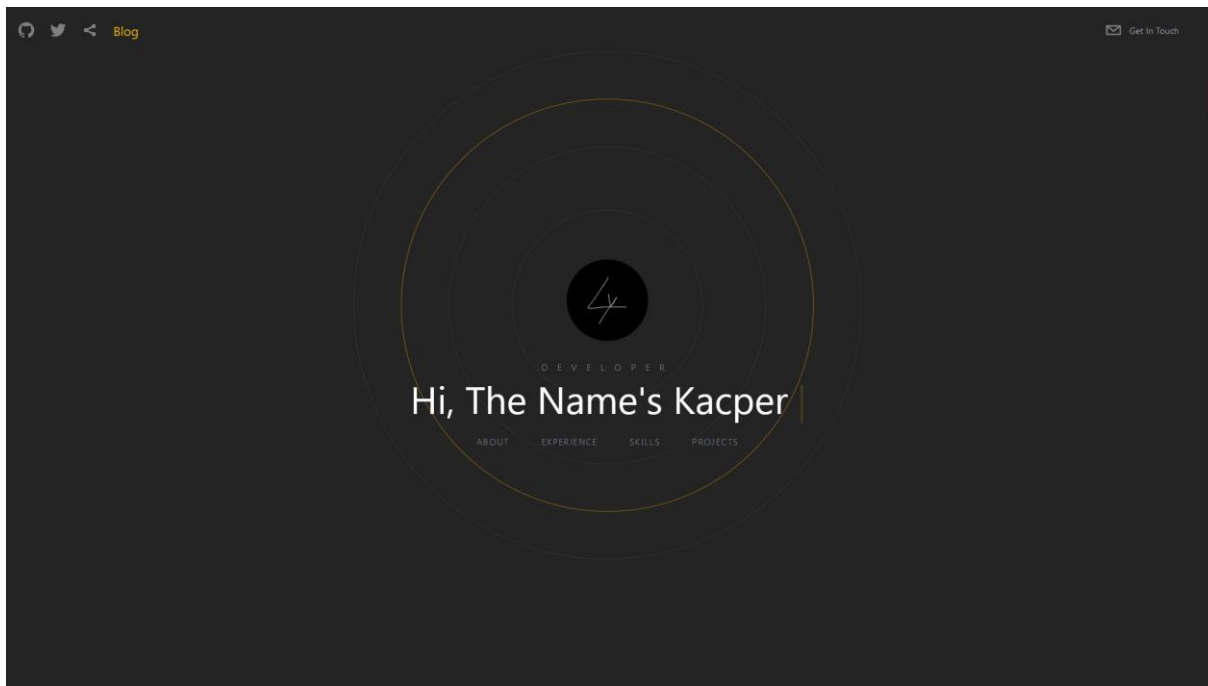 Blog
Get In Touch
DEVELOPER
Hi, The Name's Kacper
ABOUT EXPERIENCE SKILLS PROJECTS